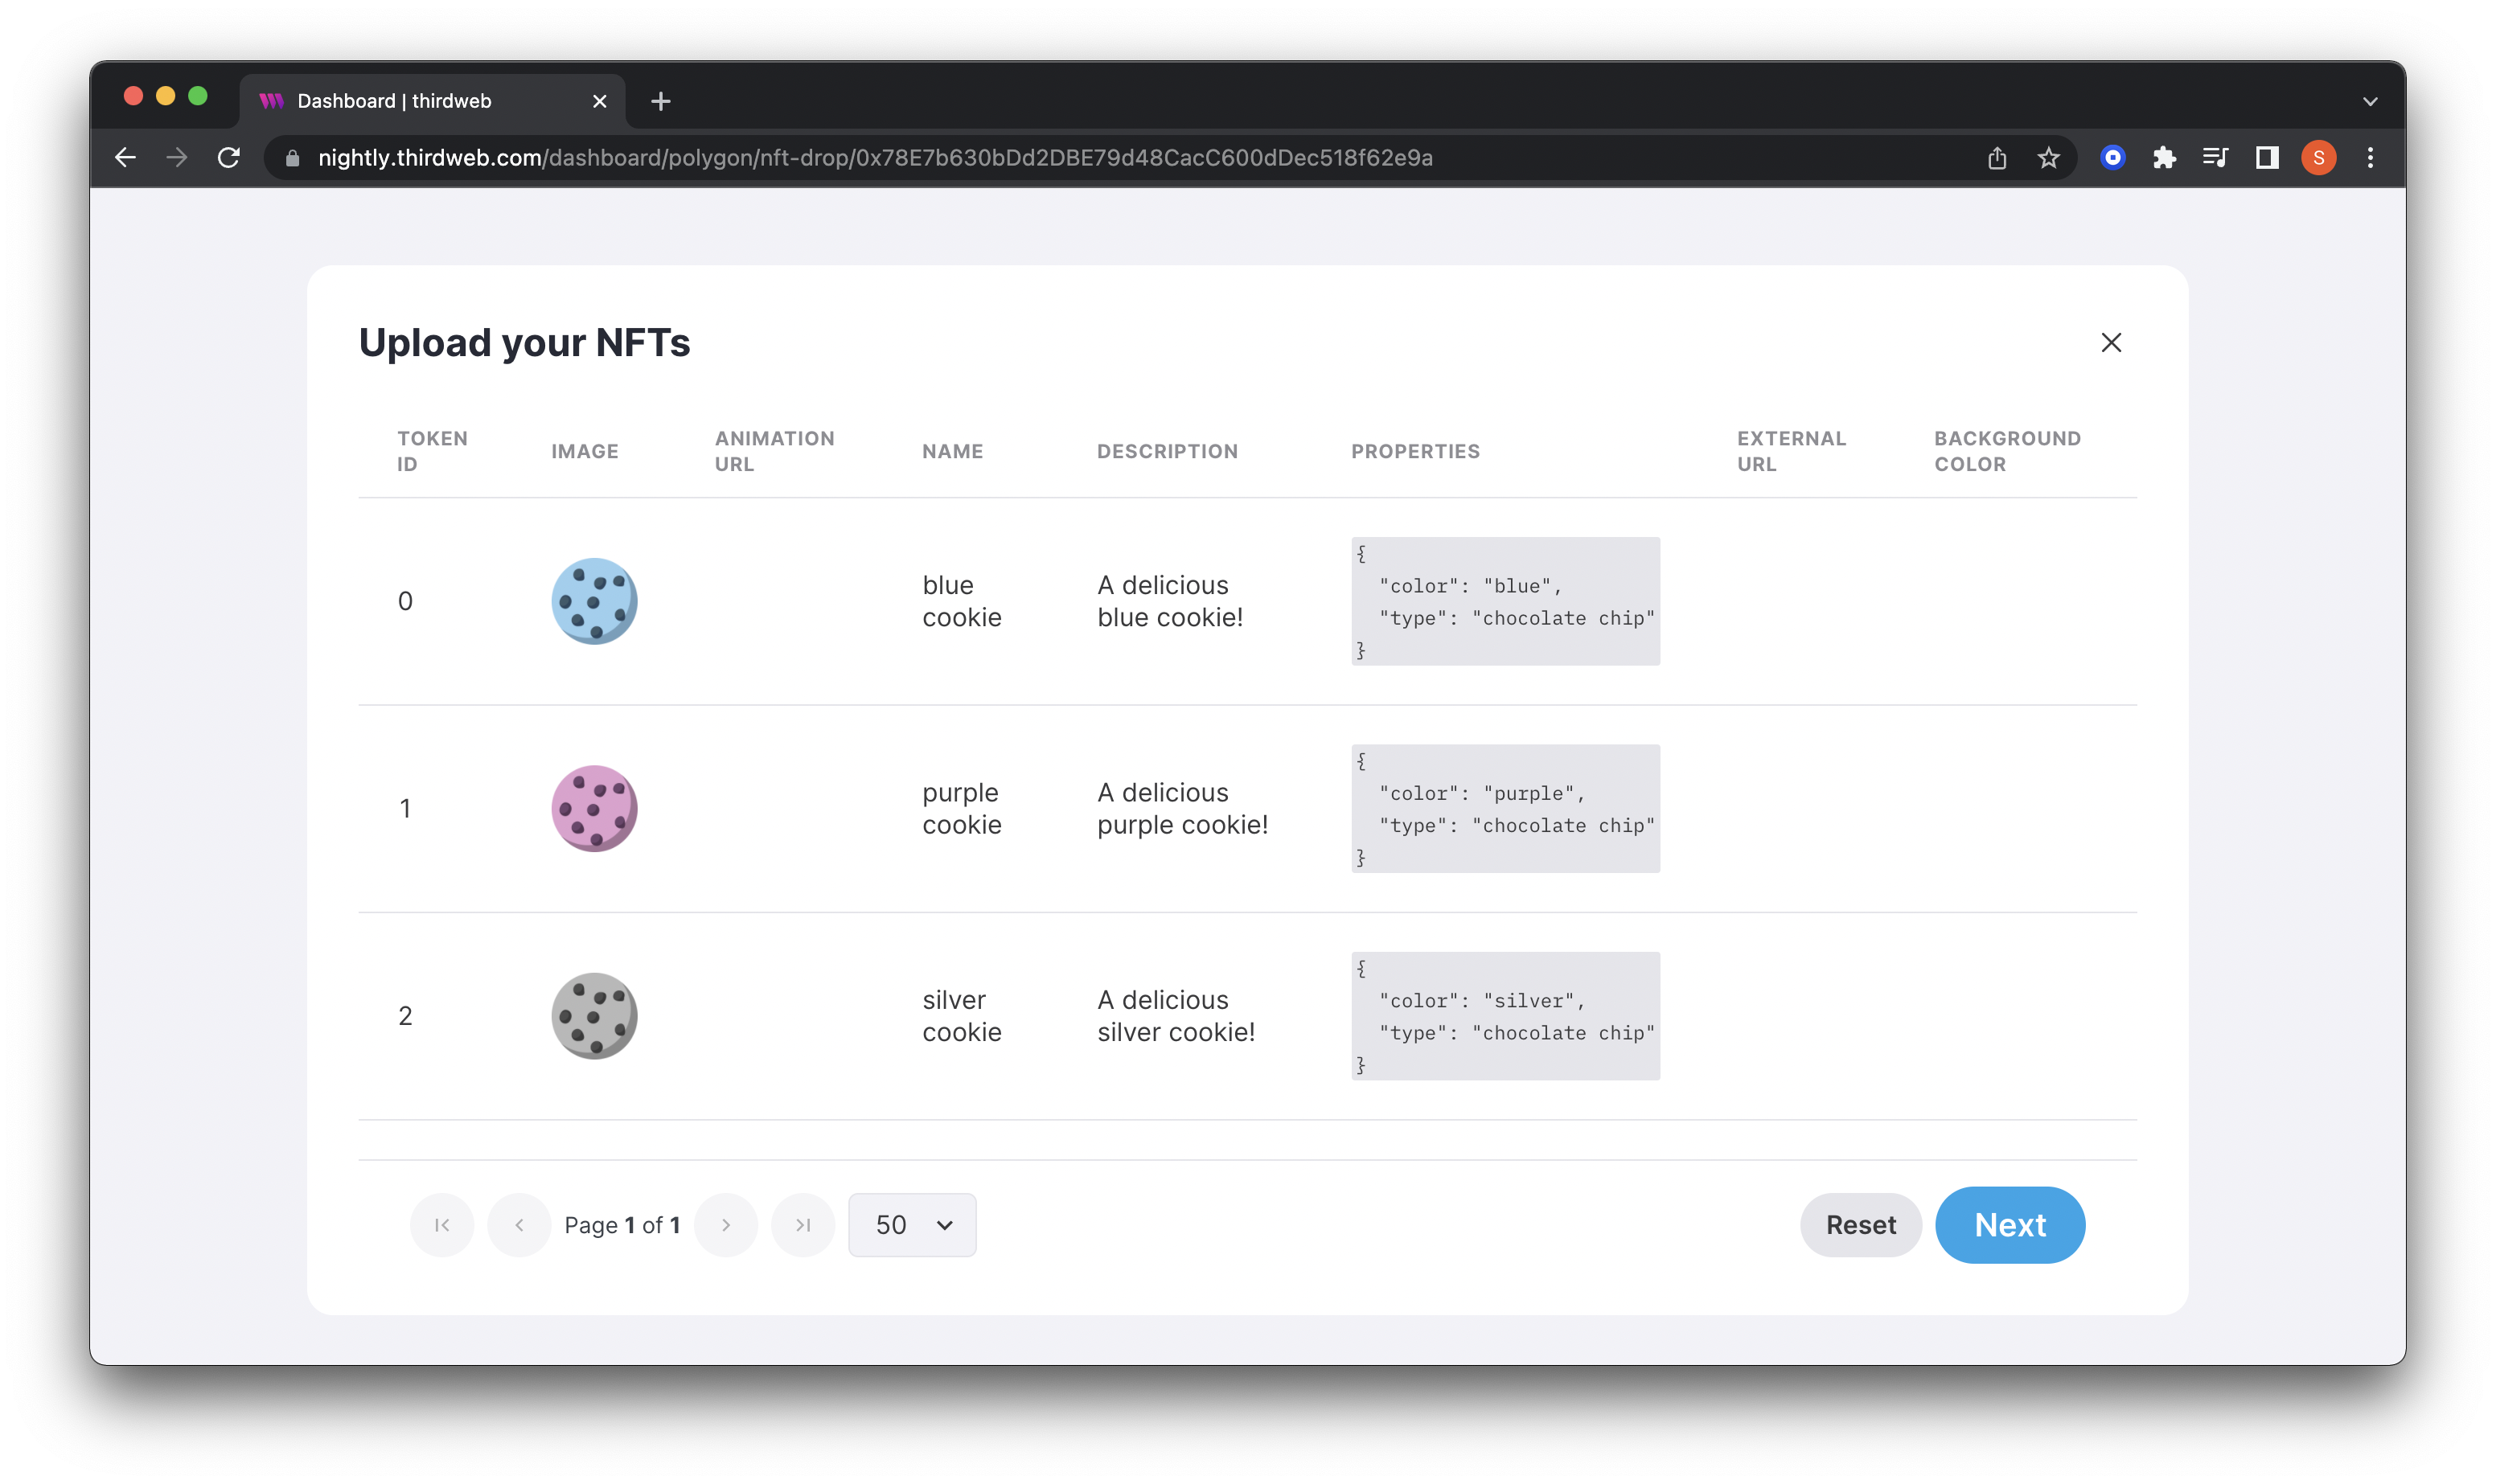 Dashboard | thirdweb
nightly.thirdweb.com/dashboard/polygon/nft-drop/0x78E7b630bDd2DBE79d48CacC600dDec518f62e9a
S
Upload your NFTs
TOKEN
ID
IMAGE
ANIMATION
URL
NAME
DESCRIPTION
PROPERTIES
EXTERNAL
URL
BACKGROUND
COLOR
0
blue
cookie
A delicious
blue cookie!
{
"color": "blue",
"type": "chocolate chip"
}
1
purple
cookie
A delicious
purple cookie!
{
"color": "purple",
"type": "chocolate chip"
}
2
silver
cookie
A delicious
silver cookie!
{
"color": "silver",
"type": "chocolate chip"
}
Page 1 of 1
50
Reset
Next